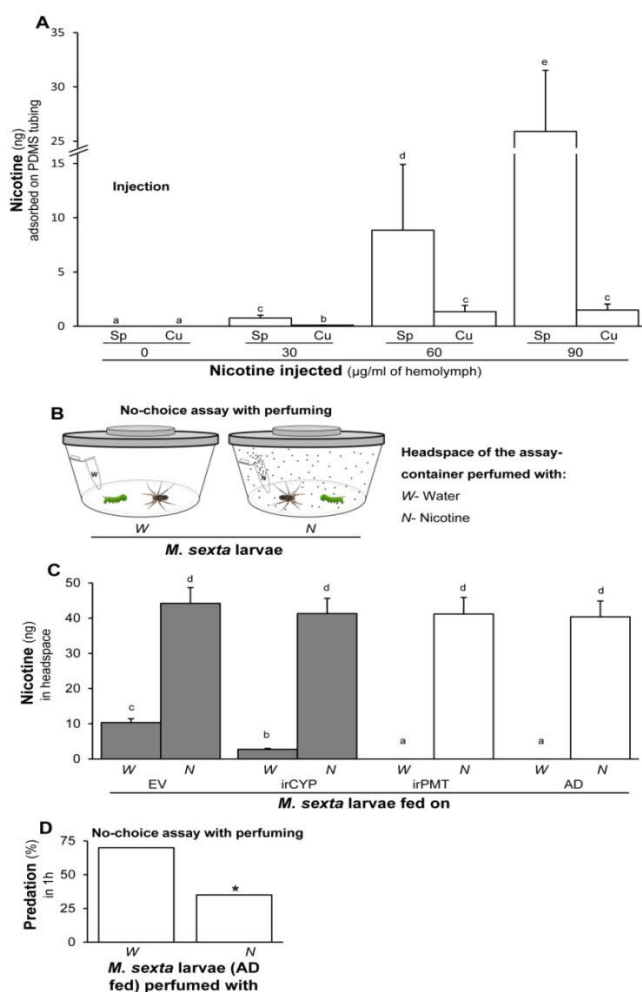 A
Nicotine (ng)
adsorbed on PDMS tubing
35
30
25
15
10
5
0
Injection
a a c b d c e c
Sp Cu Sp Cu Sp Cu Sp Cu
0 30 60 90
Nicotine injected (µg/ml of hemolymph)
B
No-choice assay with perfuming
W N
W N
M. sexta larvae
Headspace of the assay-
container perfumed with:
W- Water
N- Nicotine
C
Nicotine (ng)
in headspace
50
40
30
20
10
0
c d b d a d a d
W N W N W N W N
EV irCYP irPMT AD
M. sexta larvae fed on
D
No-choice assay with perfuming
Predation (%)
in 1h
75
50
25
0
*
W N
M. sexta larvae (AD
fed) perfumed with